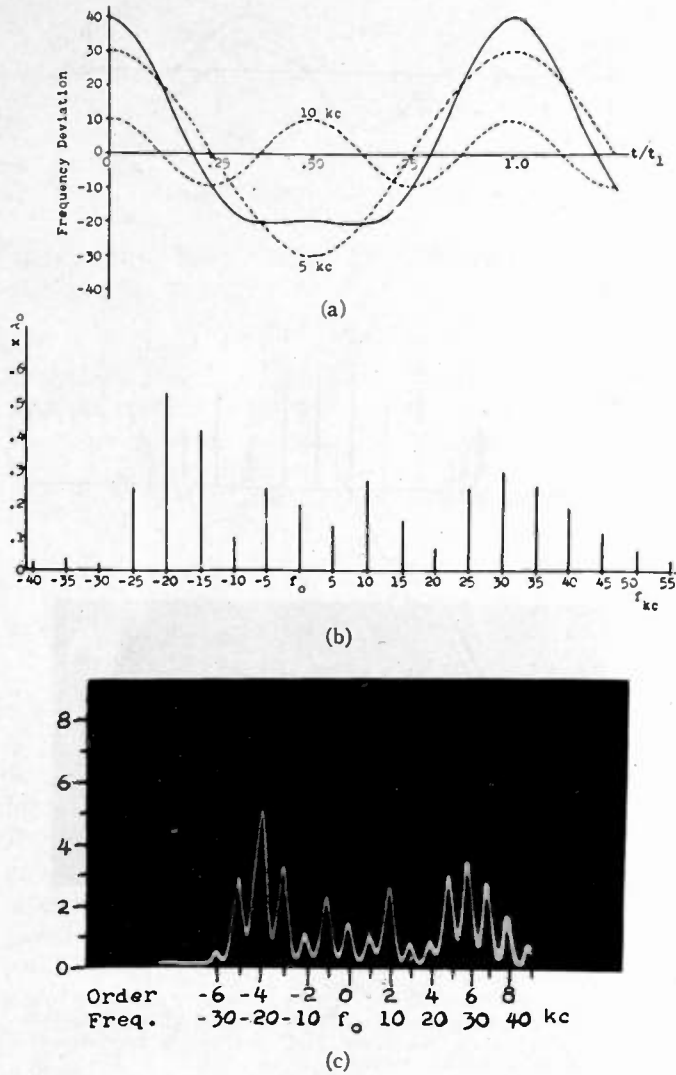 40
30
20
10
0
-10
-20
-30
-40
Frequency Deviation
10 kc
0 .25 .50 .75 1.0 t/t1
5 kc
(a)
.6
.5
.4
.3
.2
.1
-40 -35 -30 -25 -20 -15 -10 -5 fo 5 10 15 20 25 30 35 40 45 50 55
fkc
(b)
8
6
4
2
0
Order -6 -4 -2 0 2 4 6 8
Freq. -30 -20 -10 fo 10 20 30 40 kc
(c)